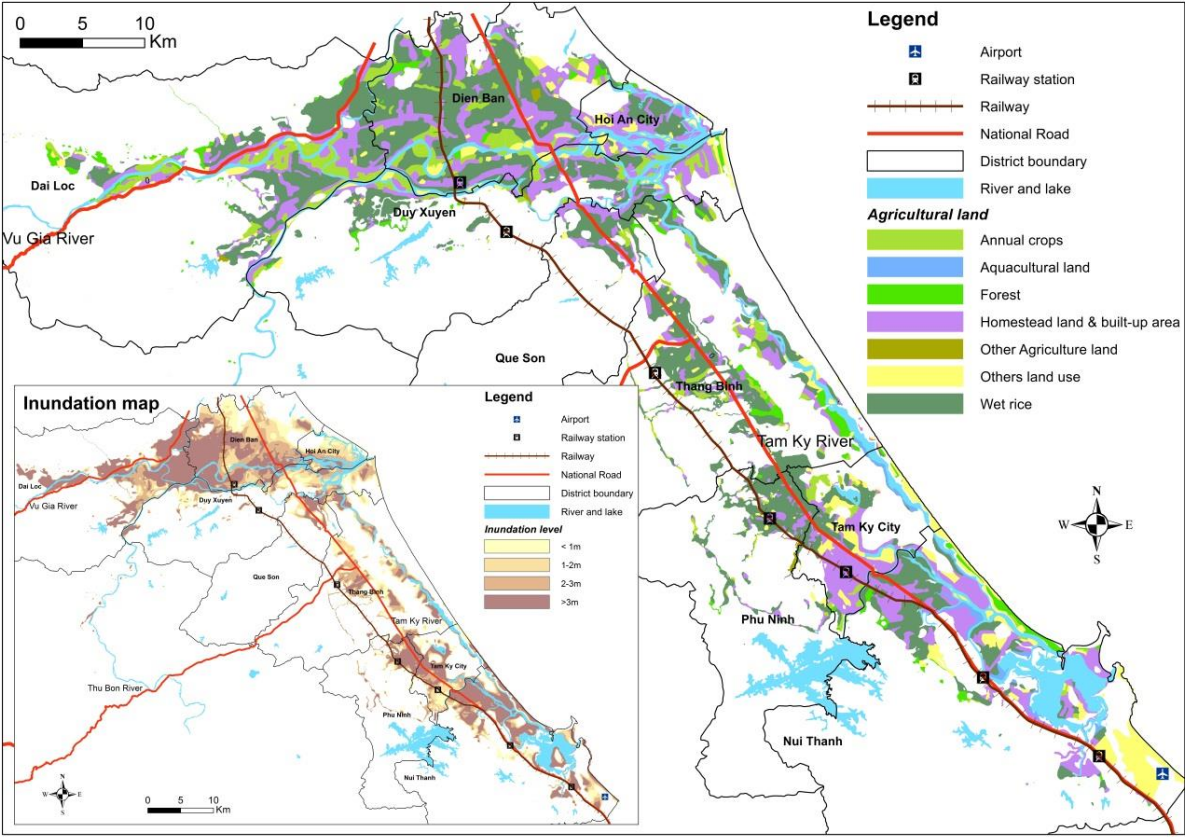 0 5 10
Km
Legend
Airport
Railway station
Railway
National Road
District boundary
River and lake
Agricultural land
Annual crops
Aquacultural land
Forest
Homestead land & built-up area
Other Agriculture land
Others land use
Wet rice
Dien Ban
Hoi An City
Dai Loc
Duy Xuyen
Vu Gia River
Que Son
Thang Binh
Tam Ky River
Tam Ky City
Phu Ninh
Nui Thanh
N
W E
S
Inundation map
Legend
Airport
Railway station
Railway
National Road
District boundary
River and lake
Inundation level
< 1m
1-2m
2-3m
>3m
Dien Ban
Hoi An City
Dai Loc
Duy Xuyen
Vu Gia River
Que Son
Thang Binh
Tam Ky River
Tam Ky City
Thu Bon River
Phu Ninh
Nui Thanh
N
W E
S
0 5 10
Km